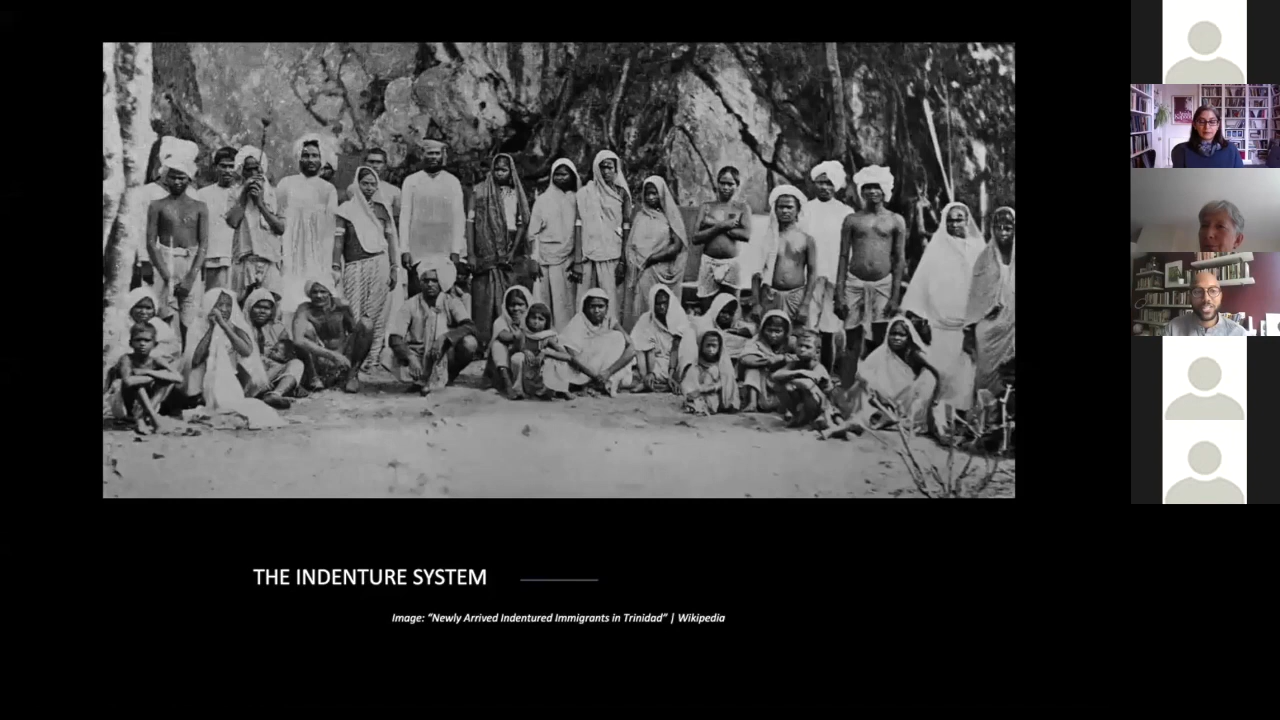 THE INDENTURE SYSTEM
Image: “Newly Arrived Indentured Immigrants in Trinidad” | Wikipedia